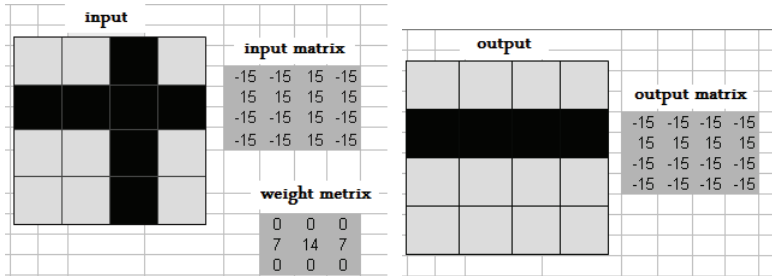 input
input matrix
-15 -15 15 -15
15 15 15 15
-15 -15 15 -15
-15 -15 15 -15
weight metrix
0 0 0
7 14 7
0 0 0
output
output matrix
-15 -15 -15 -15
15 15 15 15
-15 -15 -15 -15
-15 -15 -15 -15